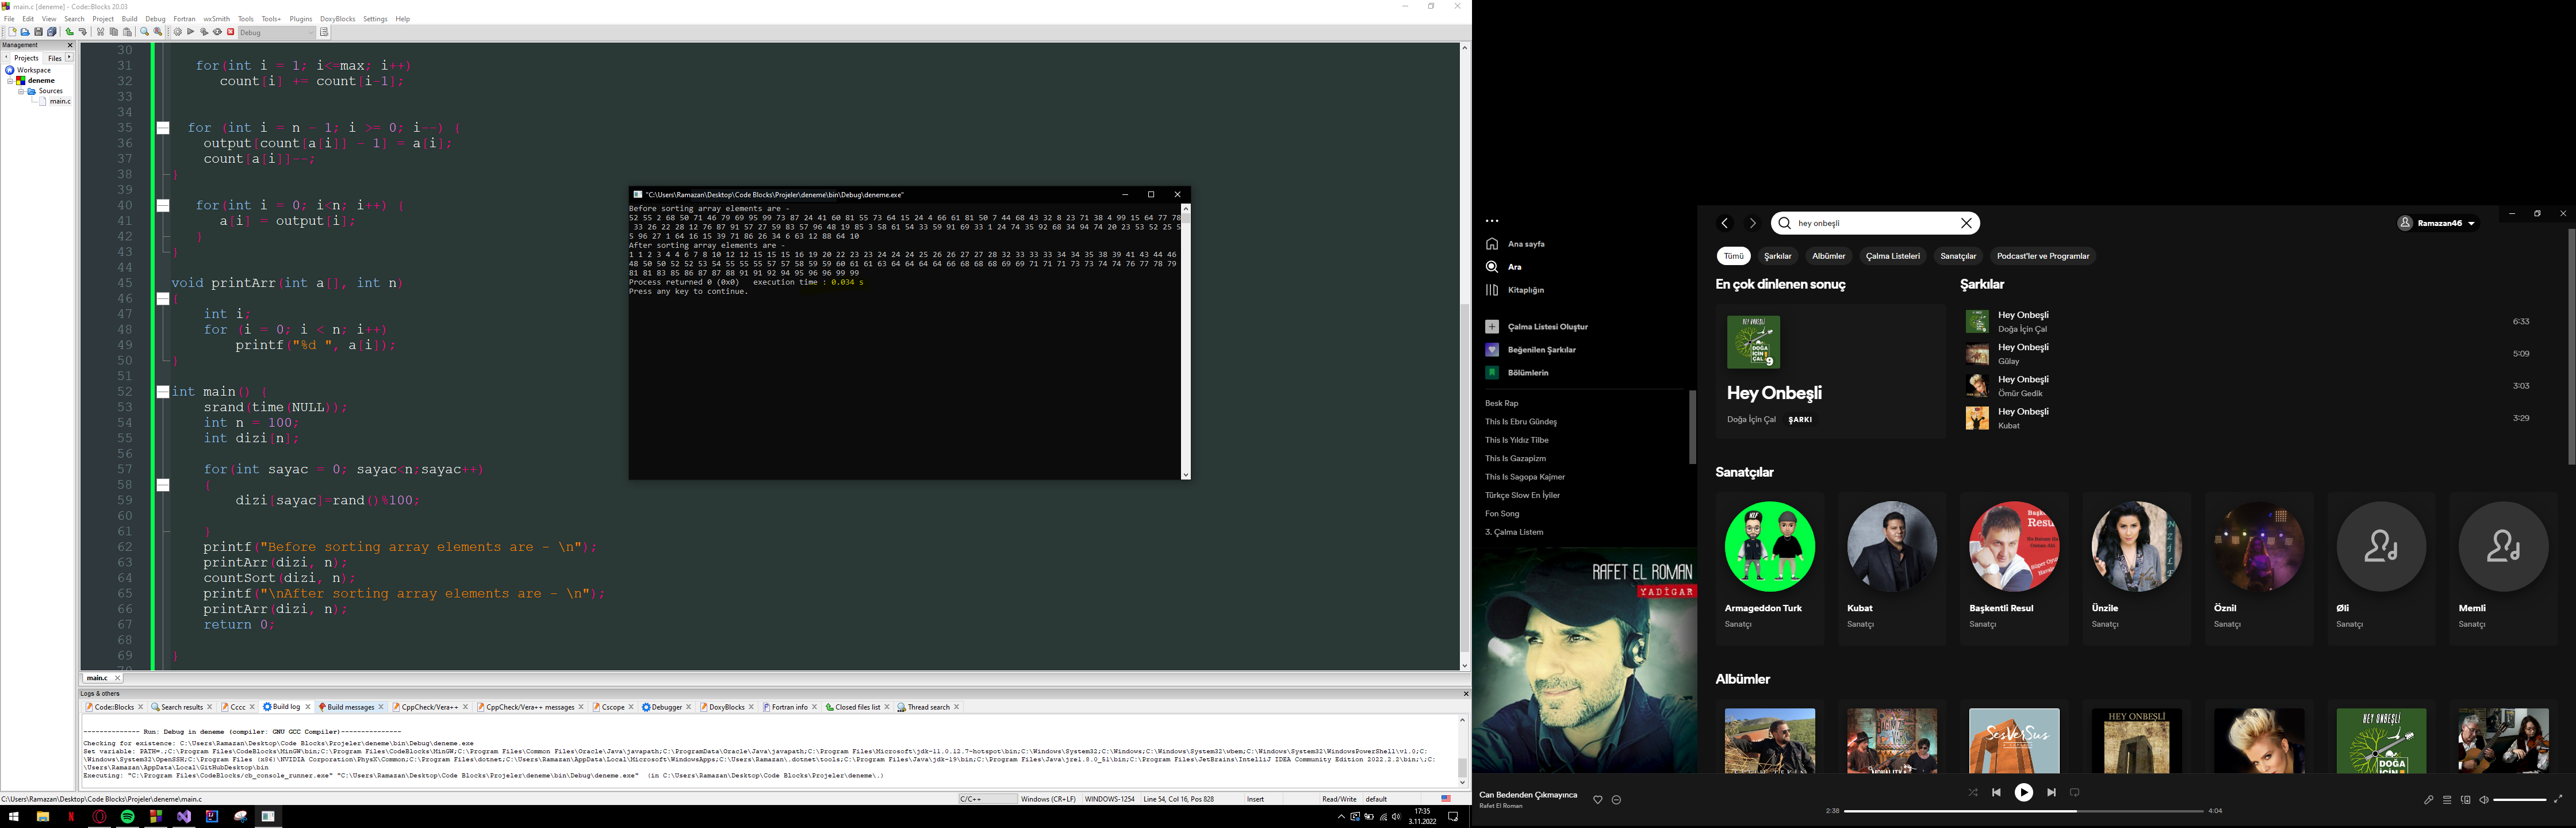 main.c [deneme] - Code::Blocks 20.03
File Edit View Search Project Build Debug Fortran wxSmith Tools Tools+ Plugins DoxyBlocks Settings Help
Debug
Management
Projects Files
Workspace
deneme
Sources
main.c
30
31 for(int i = 1; i<=max; i++)
32 count[i] += count[i-1];
33
34
35 for (int i = n - 1; i >= 0; i--) {
36 output[count[a[i]] - 1] = a[i];
37 count[a[i]]--;
38 }
39
40 for(int i = 0; i<n; i++) {
41 a[i] = output[i];
42 }
43 }
44
45 void printArr(int a[], int n)
46 {
47 int i;
48 for (i = 0; i < n; i++)
49 printf("%d ", a[i]);
50 }
51
52 int main() {
53 srand(time(NULL));
54 int n = 100;
55 int dizi[n];
56
57 for(int sayac = 0; sayac<n;sayac++)
58 {
59 dizi[sayac]=rand()%100;
60
61 }
62 printf("Before sorting array elements are - \n");
63 printArr(dizi, n);
64 countSort(dizi, n);
65 printf("\nAfter sorting array elements are - \n");
66 printArr(dizi, n);
67 return 0;
68
69 }
"C:\Users\Ramazan\Desktop\Code Blocks\Projeler\deneme\bin\Debug\deneme.exe"
Before sorting array elements are -
52 55 2 68 50 71 46 79 69 95 99 73 87 24 41 60 81 55 73 64 15 24 4 66 61 81 50 7 44 68 43 32 8 23 71 38 4 99 15 64 77 78
33 26 22 28 12 76 87 91 57 27 59 83 57 96 48 19 85 3 58 61 54 33 59 91 69 33 1 24 74 35 92 68 34 94 74 20 23 53 52 25 5
5 96 27 1 64 16 15 39 71 86 26 34 6 63 12 88 64 10
After sorting array elements are -
1 1 2 3 4 4 6 7 8 10 12 12 15 15 15 16 19 20 22 23 23 24 24 24 25 26 26 27 27 28 32 33 33 33 34 34 35 38 39 41 43 44 46
48 50 50 52 52 53 54 55 55 55 57 57 58 59 59 60 61 61 63 64 64 64 64 66 68 68 68 69 69 71 71 71 73 73 74 74 76 77 78 79
81 81 83 85 86 87 87 88 91 91 92 94 95 96 96 99 99
Process returned 0 (0x0) execution time : 0.034 s
Press any key to continue.
main.c
Logs & others
Code::Blocks Search results Cccc Build log Build messages CppCheck/Vera++ CppCheck/Vera++ messages Cscope Debugger DoxyBlocks Fortran info Closed files list Thread search
-------------- Run: Debug in deneme (compiler: GNU GCC Compiler)---------------
Checking for existence: C:\Users\Ramazan\Desktop\Code Blocks\Projeler\deneme\bin\Debug\deneme.exe
Set variable: PATH=.;C:\Program Files\CodeBlocks\MinGW\bin;C:\Program Files\CodeBlocks\MinGW;C:\Program Files\Common Files\Oracle\Java\javapath;C:\ProgramData\Oracle\Java\javapath;C:\Program Files\Microsoft\jdk-11.0.12.7-hotspot\bin;C:\Windows\System32;C:\Windows;C:\Windows\System32\wbem;C:\Windows\System32\WindowsPowerShell\v1.0;C:
\Windows\System32\OpenSSH;C:\Program Files (x86)\NVIDIA Corporation\PhysX\Common;C:\Program Files\dotnet;C:\Users\Ramazan\AppData\Local\Microsoft\WindowsApps;C:\Users\Ramazan\.dotnet\tools;C:\Program Files\Java\jdk-19\bin;C:\Program Files\Java\jre1.8.0_51\bin;C:\Program Files\JetBrains\IntelliJ IDEA Community Edition 2022.2.2\bin;\;C:
\Users\Ramazan\AppData\Local\GitHubDesktop\bin
Executing: "C:\Program Files\CodeBlocks/cb_console_runner.exe" "C:\Users\Ramazan\Desktop\Code Blocks\Projeler\deneme\bin\Debug\deneme.exe" (in C:\Users\Ramazan\Desktop\Code Blocks\Projeler\deneme\.)
C:\Users\Ramazan\Desktop\Code Blocks\Projeler\deneme\main.c C/C++ Windows (CR+LF) WINDOWS-1254 Line 54, Col 16, Pos 828 Insert Read/Write default
17:35
3.11.2022
Ana sayfa
Ara
Kitaplığın
Çalma Listesi Oluştur
Beğenilen Şarkılar
Bölümlerin
Besk Rap
This Is Ebru Gündeş
This Is Yıldız Tilbe
This Is Gazapizm
This Is Sagopa Kajmer
Türkçe Slow En İyiler
Fon Song
3. Çalma Listem
RAFET EL ROMAN
YADİGAR
Can Bedenden Çıkmayınca
Rafet El Roman
hey onbeşli
Ramazan46
Tümü Şarkılar Albümler Çalma Listeleri Sanatçılar Podcast'ler ve Programlar
En çok dinlenen sonuç
HEY ONBEŞLİ
DOĞA İÇİN ÇAL 9
Hey Onbeşli
Doğa İçin Çal ŞARKI
Şarkılar
Hey Onbeşli
Doğa İçin Çal 6:33
Hey Onbeşli
Gülay 5:09
Hey Onbeşli
Ömür Gedik 3:03
Hey Onbeşli
Kubat 3:29
Sanatçılar
Armageddon Turk Kubat Başkentli Resul Ünzile Öznil Øli Memli
Sanatçı Sanatçı Sanatçı Sanatçı Sanatçı Sanatçı Sanatçı
Albümler
SesVerSus
HEY ONBEŞLİ
HEY ONBEŞLİ
DOĞA İÇİN
2:38 4:04